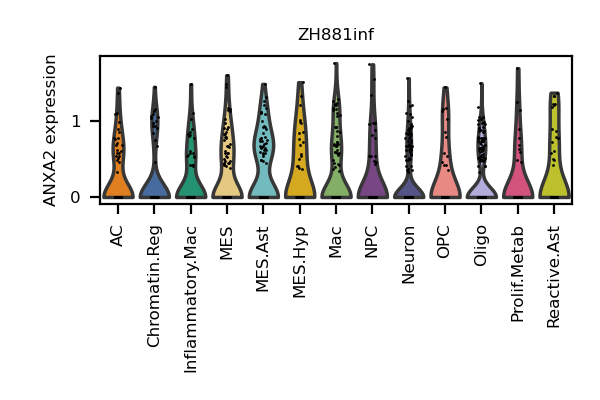 ZH881inf
ANXA2 expression
1
0
AC
Chromatin.Reg
Inflammatory.Mac
MES
MES.Ast
MES.Hyp
Mac
NPC
Neuron
OPC
Oligo
Prolif.Metab
Reactive.Ast